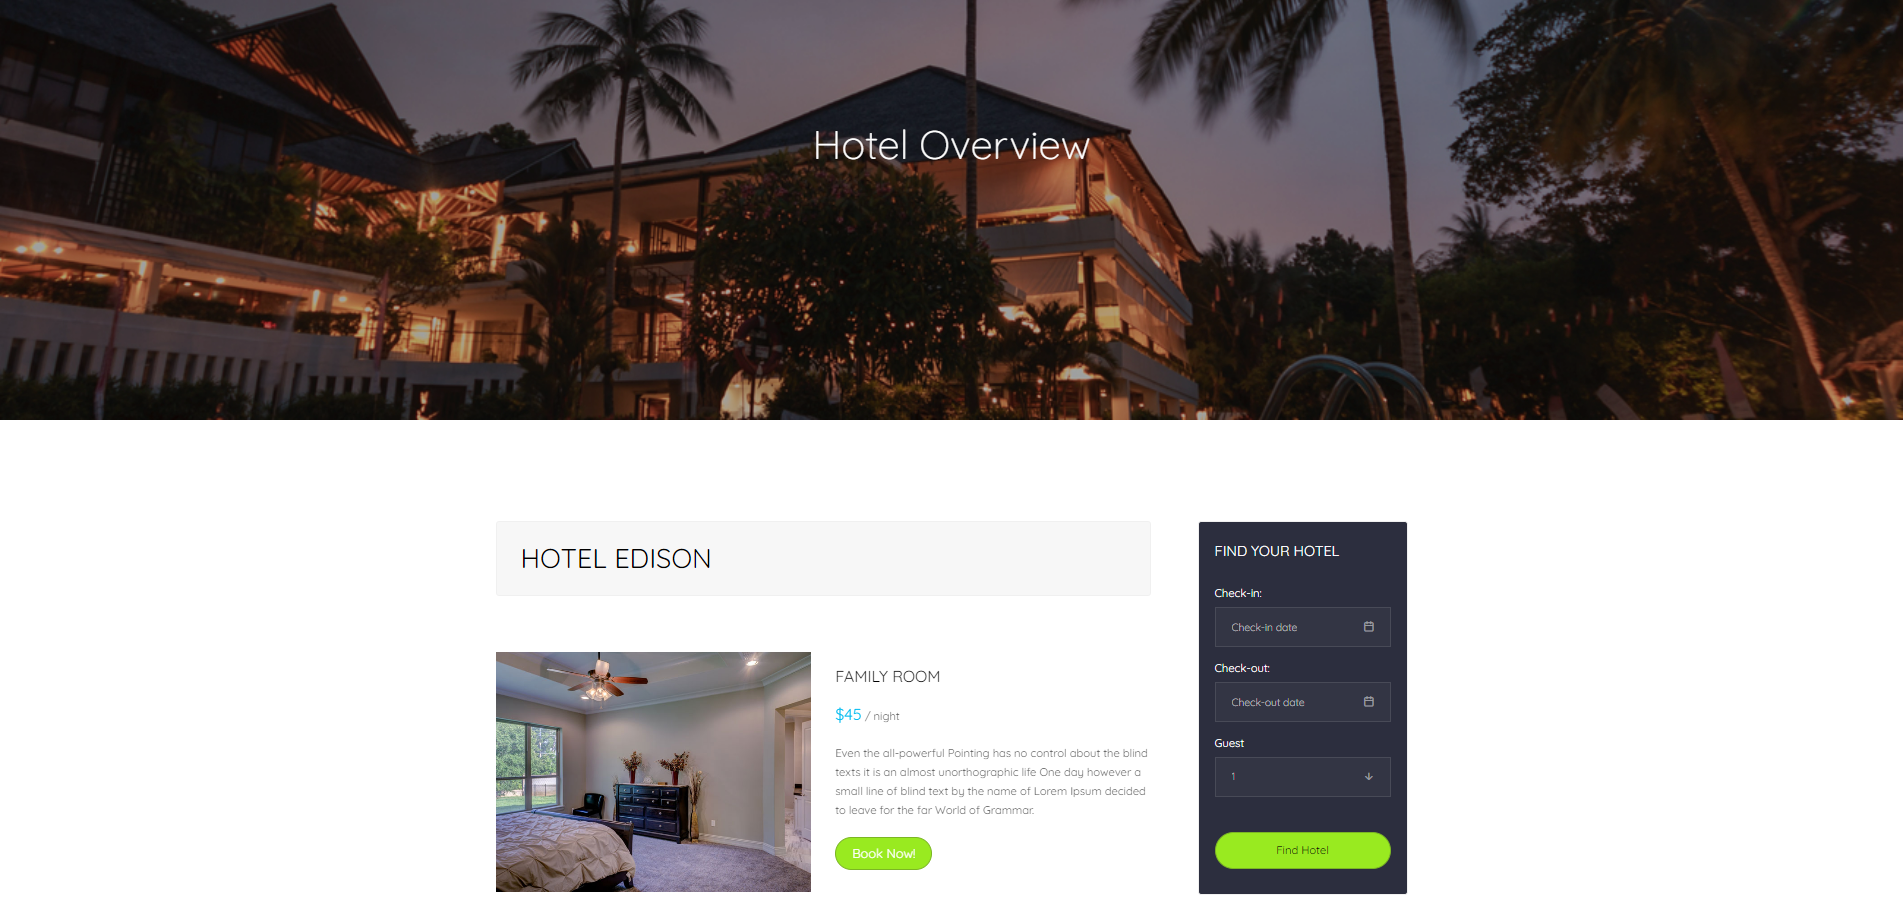 Hotel Overview
HOTEL EDISON
FAMILY ROOM
$45 / night
Even the all-powerful Pointing has no control about the blind
texts it is an almost unorthographic life One day however a
small line of blind text by the name of Lorem Ipsum decided
to leave for the far World of Grammar.
Book Now!
FIND YOUR HOTEL
Check-in:
Check-in date
Check-out:
Check-out date
Guest
1
Find Hotel